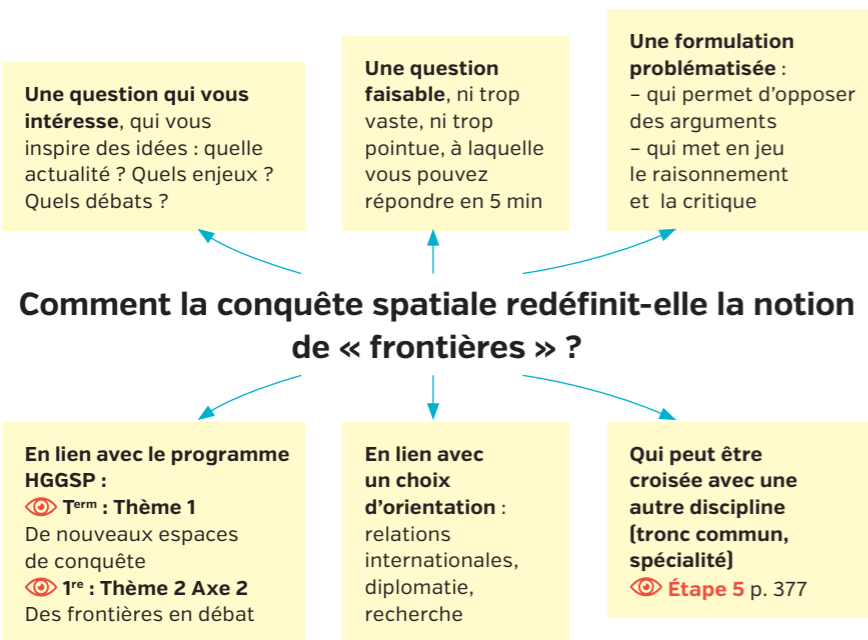 Une question qui vous
intéresse, qui vous
inspire des idées : quelle
actualité ? Quels enjeux ?
Quels débats ?
Une question
faisable, ni trop
vaste, ni trop
pointue, à laquelle
vous pouvez
répondre en 5 min
Une formulation
problématisée :
– qui permet d'opposer
des arguments
– qui met en jeu
le raisonnement
et la critique
Comment la conquête spatiale redéfinit-elle la notion
de « frontières » ?
En lien avec le programme
HGGSP :
Term : Thème 1
De nouveaux espaces
de conquête
1re : Thème 2 Axe 2
Des frontières en débat
En lien avec
un choix
d'orientation :
relations
internationales,
diplomatie,
recherche
Qui peut être
croisée avec une
autre discipline
(tronc commun,
spécialité)
Étape 5 p. 377